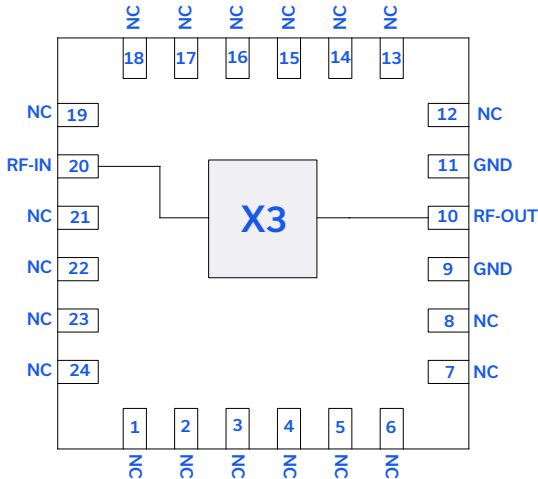 NC NC NC NC NC NC
18 17 16 15 14 13
NC 19 12 NC
RF-IN 20 11 GND
NC 21 X3 10 RF-OUT
NC 22 9 GND
NC 23 8 NC
NC 24 7 NC
1 2 3 4 5 6
NC NC NC NC NC NC